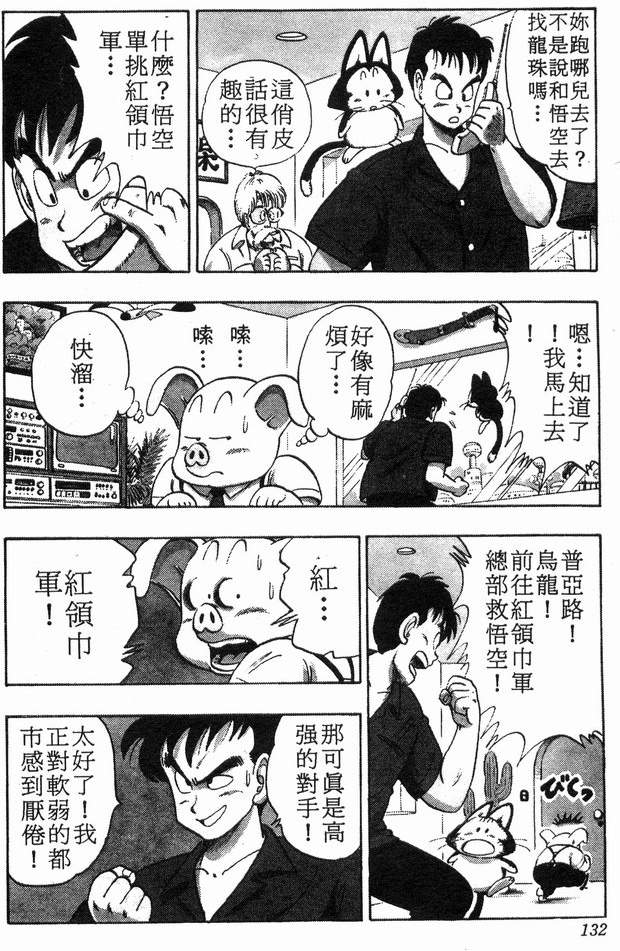 妳跑哪兒去了？
不是說和悟空去
找龍珠嗎…
這俏皮
話很有
趣的…
什麼？悟空
單挑紅領巾
軍…
嗯…知道了
！我馬上去
！
好像有麻
煩了…
嗦…
嗦…
快溜…
普亞路！
烏龍！
前往紅領巾軍
總部救悟空！
びくっ
紅…
紅領巾
軍！
那可眞是高
强的對手！
太好了！我
正對軟弱的都
市感到厭倦！
132